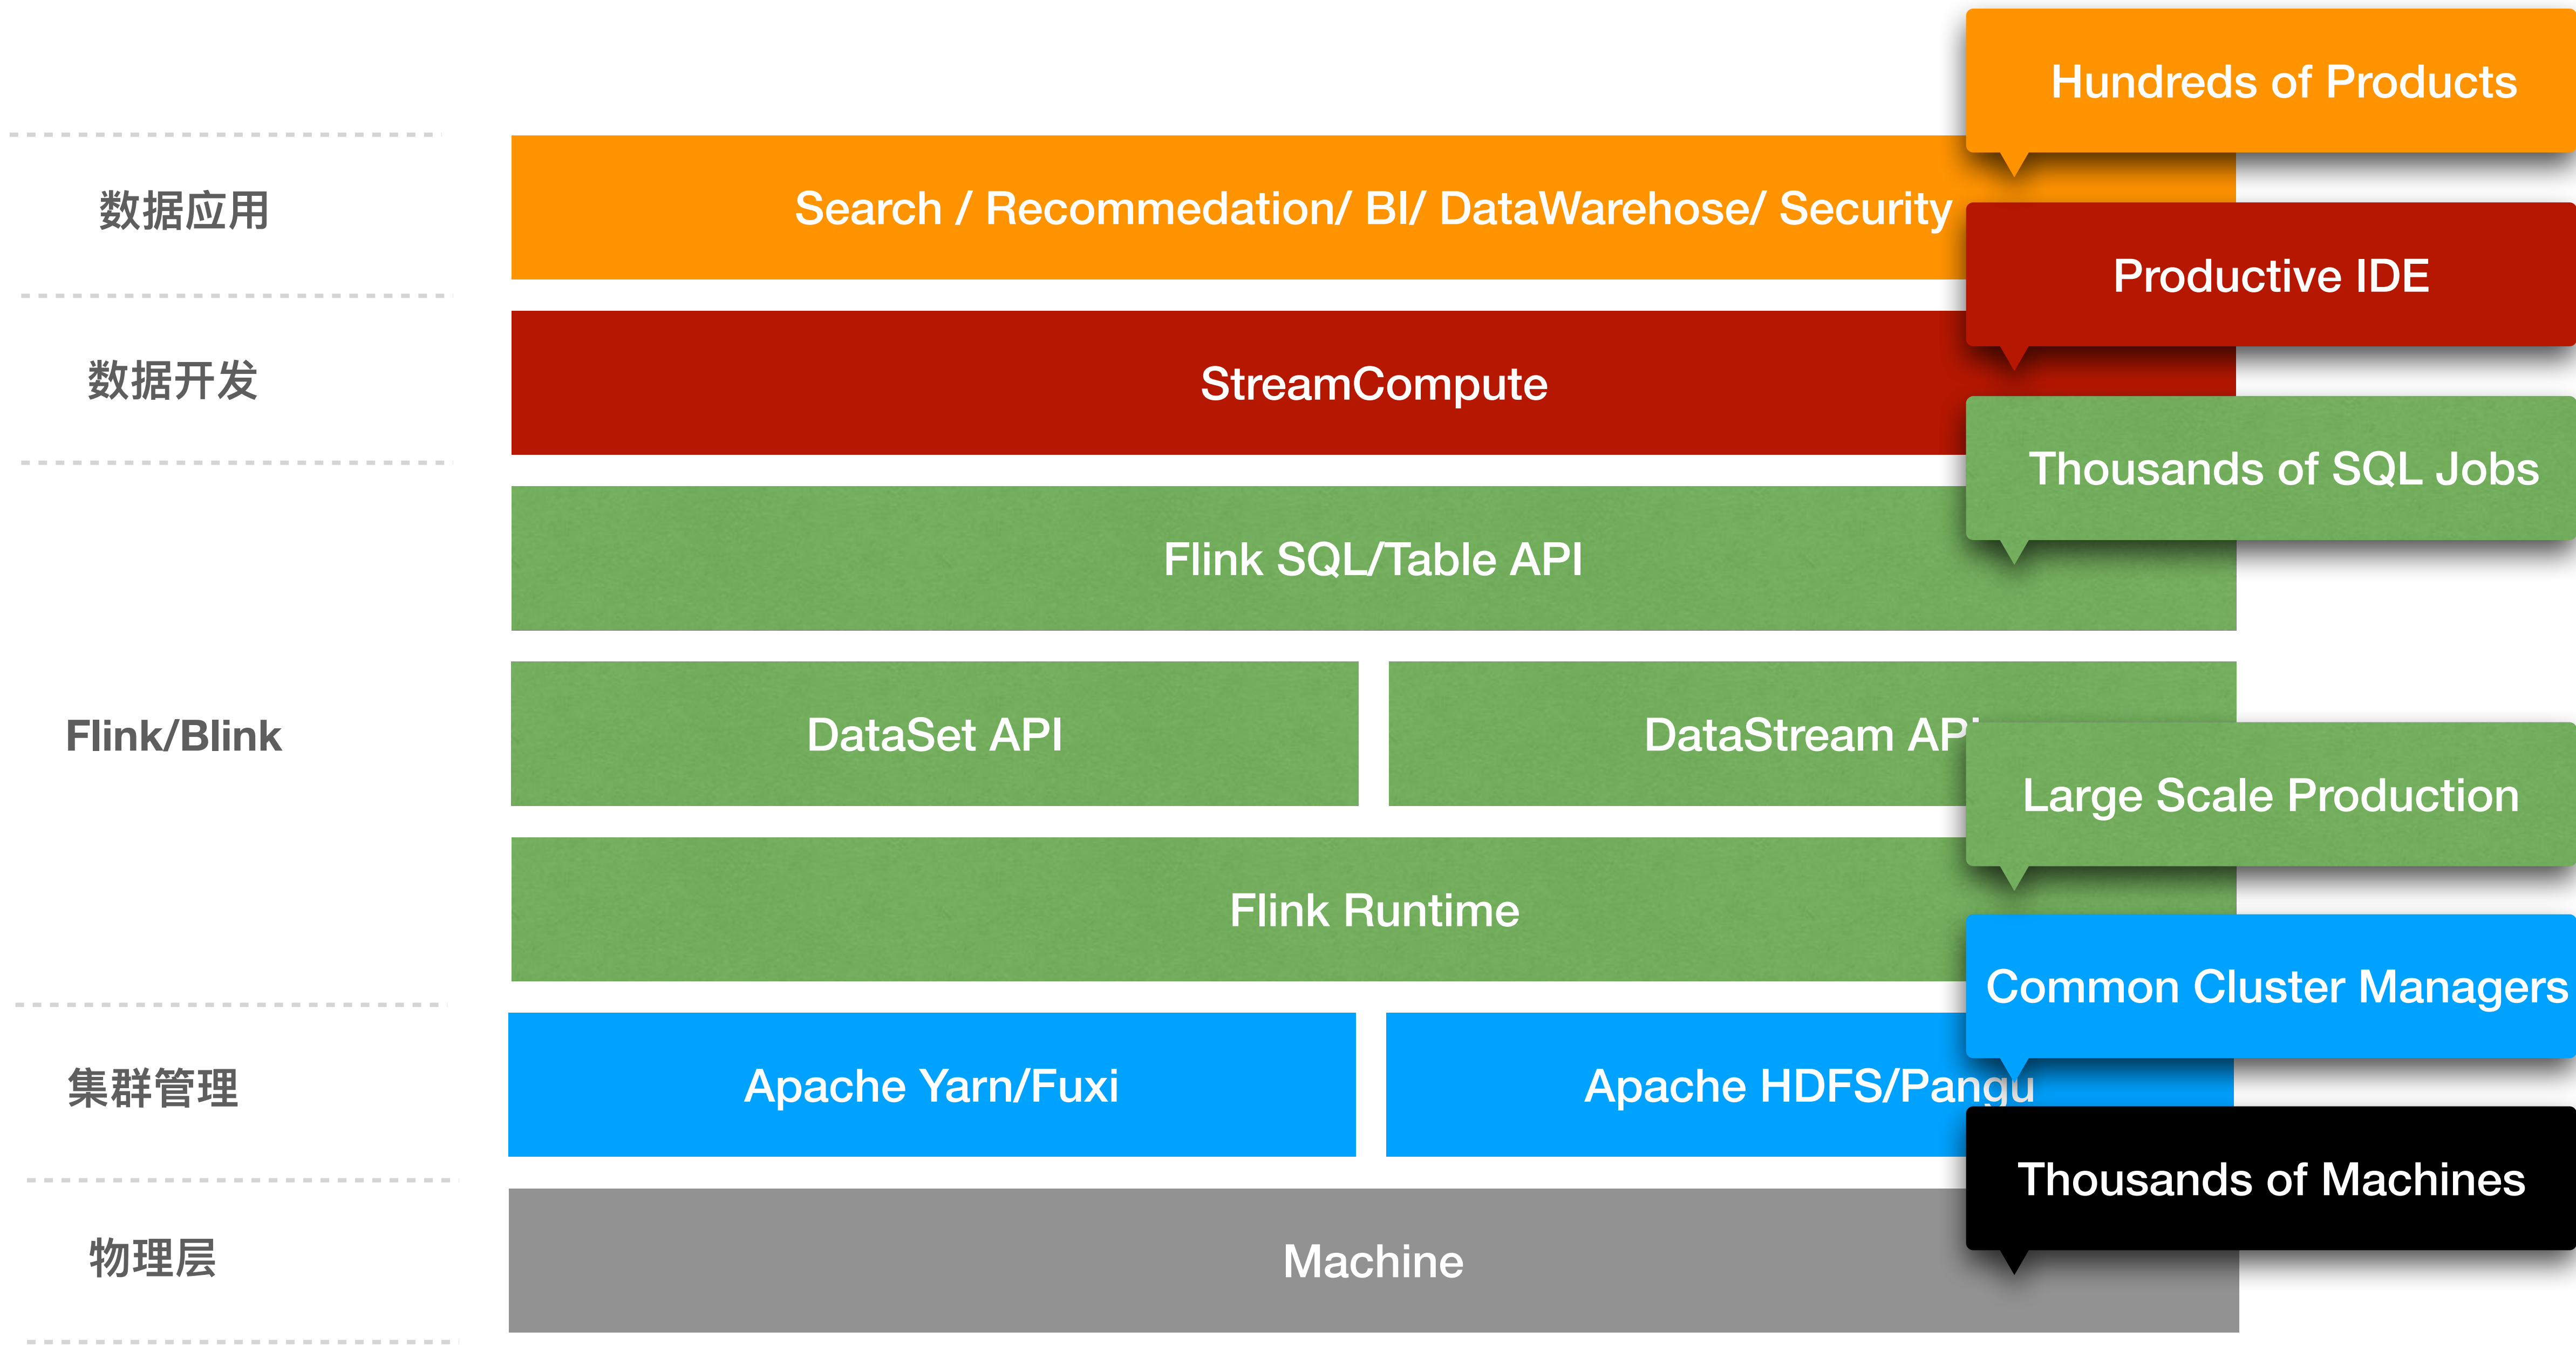 Hundreds of Products
数据应用
Search / Recommedation/ BI/ DataWarehose/ Security
Productive IDE
数据开发
StreamCompute
Thousands of SQL Jobs
Flink SQL/Table API
Flink/Blink
DataSet API
DataStream API
Large Scale Production
Flink Runtime
Common Cluster Managers
集群管理
Apache Yarn/Fuxi
Apache HDFS/Pangu
Thousands of Machines
物理层
Machine